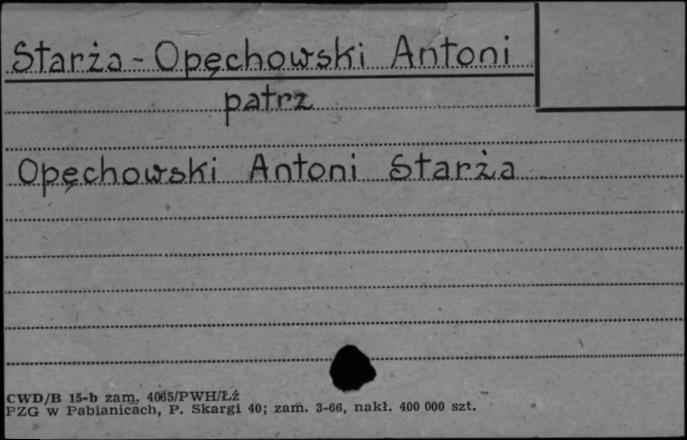 Starża - Opęchowski Antoni
patrz
Opęchowski Antoni Starża
CWD/B 15-b zam. 4065/PWH/Łź
PZG w Pabianicach, P. Skargi 40; zam. 3-66, nakł. 400 000 szt.